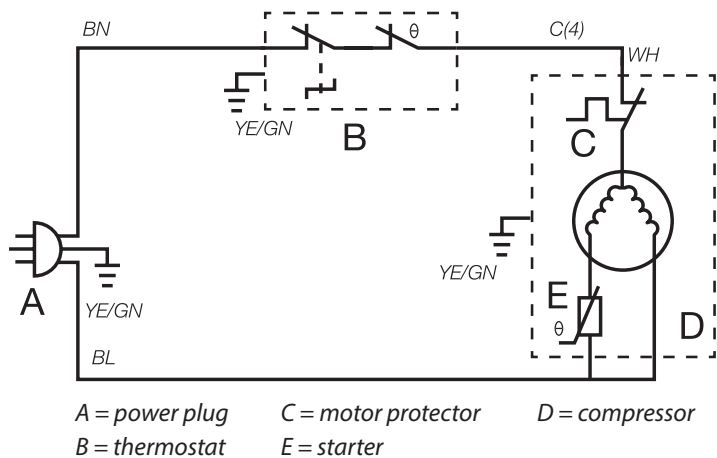 BN
θ
C(4)
WH
YE/GN
B
C
YE/GN
A
YE/GN
E
θ
D
BL
A = power plug C = motor protector D = compressor
B = thermostat E = starter